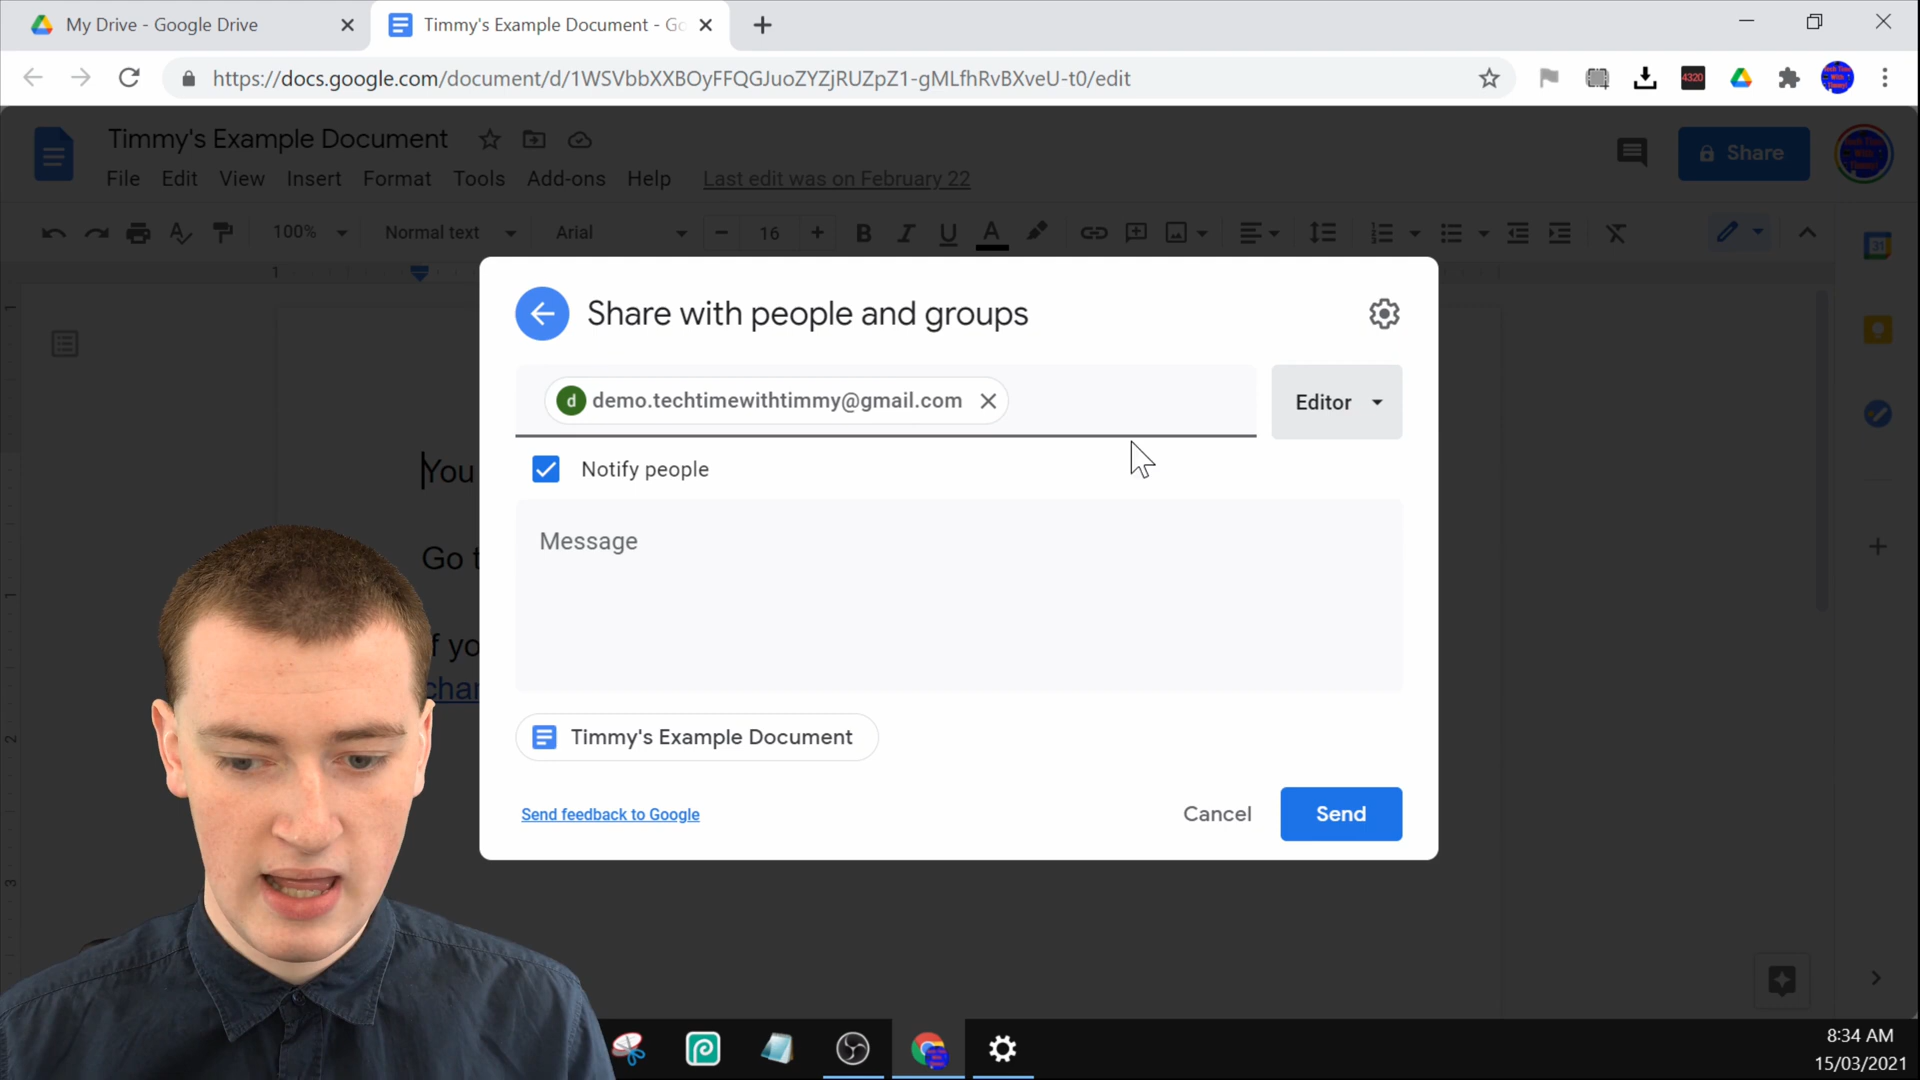 My Drive - Google Drive
Timmy's Example Document - Go
https://docs.google.com/document/d/1WSVbbXXBOyFFQGJuoZYZjRUZpZ1-gMLfhRvBXveU-t0/edit
4320
Timmy's Example Document
Share
File Edit View Insert Format Tools Add-ons Help Last edit was on February 22
100% Normal text Arial 16
Share with people and groups
demo.techtimewithtimmy@gmail.com
Editor
Notify people
Message
You
Go t
f yo
char
Timmy's Example Document
Send feedback to Google
Cancel
Send
8:34 AM
15/03/2021